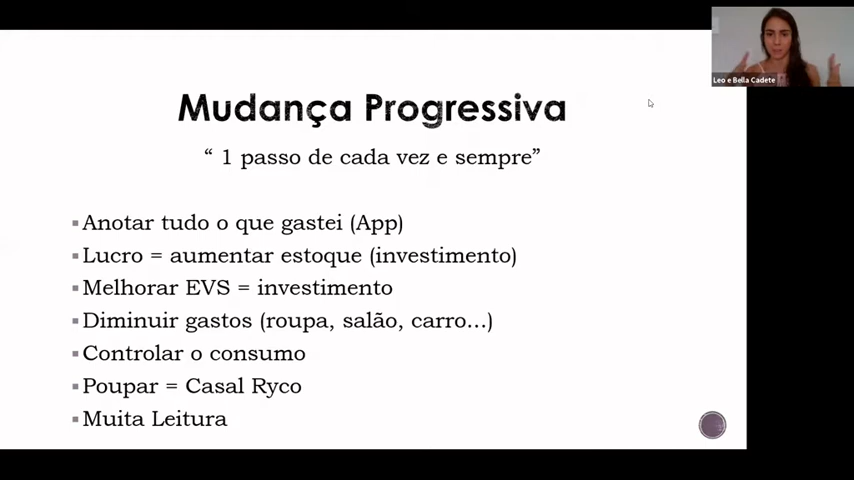 Leo e Bella Cadete
Mudança Progressiva
“ 1 passo de cada vez e sempre”
Anotar tudo o que gastei (App)
Lucro = aumentar estoque (investimento)
Melhorar EVS = investimento
Diminuir gastos (roupa, salão, carro...)
Controlar o consumo
Poupar = Casal Ryco
Muita Leitura